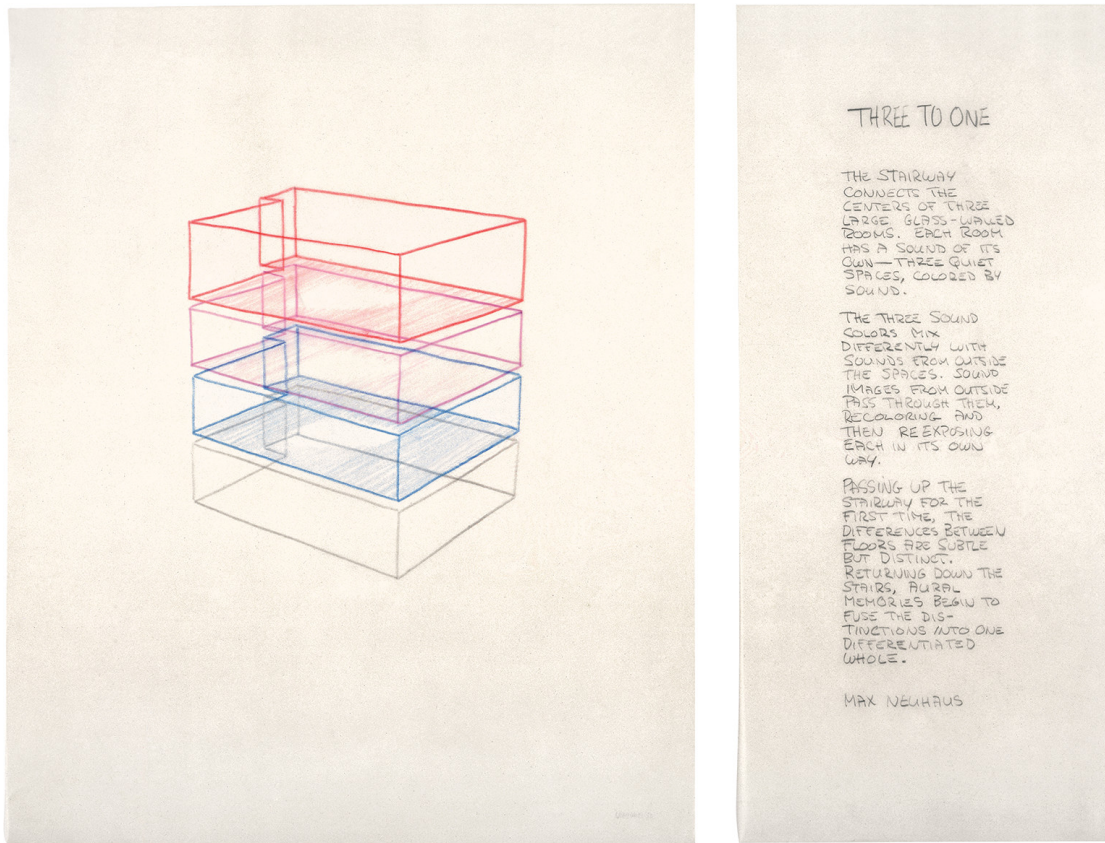 THREE TO ONE
THE STAIRWAY
CONNECTS THE
CENTERS OF THREE
LARGE GLASS-WALLED
ROOMS. EACH ROOM
HAS A SOUND OF ITS
OWN—THREE QUIET
SPACES, COLORED BY
SOUND.
THE THREE SOUND
COLORS MIX
DIFFERENTLY WITH
SOUNDS FROM OUTSIDE
THE SPACES. SOUND
IMAGES FROM OUTSIDE
PASS THROUGH THEM,
RECOLORING AND
THEN REEXPOSING
EACH IN ITS OWN
WAY.
PASSING UP THE
STAIRWAY FOR THE
FIRST TIME, THE
DIFFERENCES BETWEEN
FLOORS ARE SUBTLE
BUT DISTINCT.
RETURNING DOWN THE
STAIRS, AURAL
MEMORIES BEGIN TO
FUSE THE DIS-
TINCTIONS INTO ONE
DIFFERENTIATED
WHOLE.
MAX NEUHAUS